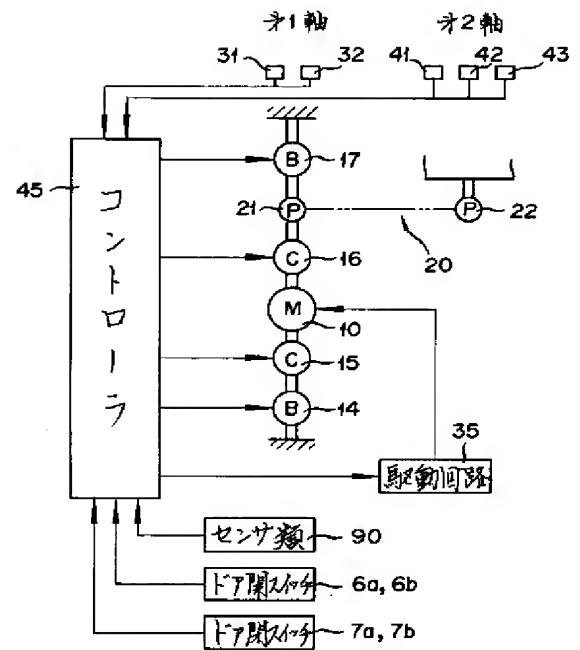 才1軸 才2軸
31 32 41 42 43
B 17
45
21 P P 22
20
C 16
M
10
C
15
B 14
コントローラ
35
駆動回路
センサ類 90
ドア開スイッチ 6a, 6b
ドア閉スイッチ 7a, 7b